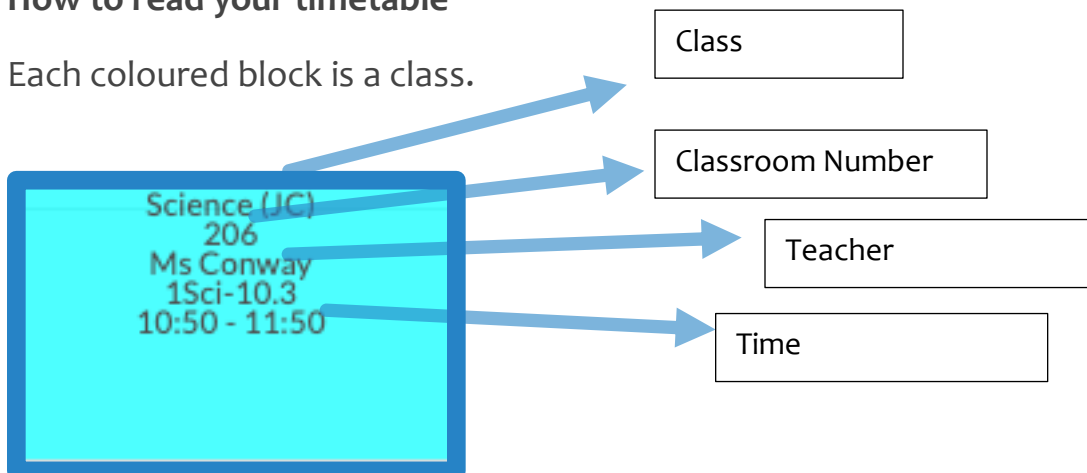 How to read your timetable
Each coloured block is a class.
Class
Classroom Number
Teacher
Time
Science (JC)
206
Ms Conway
1Sci-10.3
10:50 - 11:50